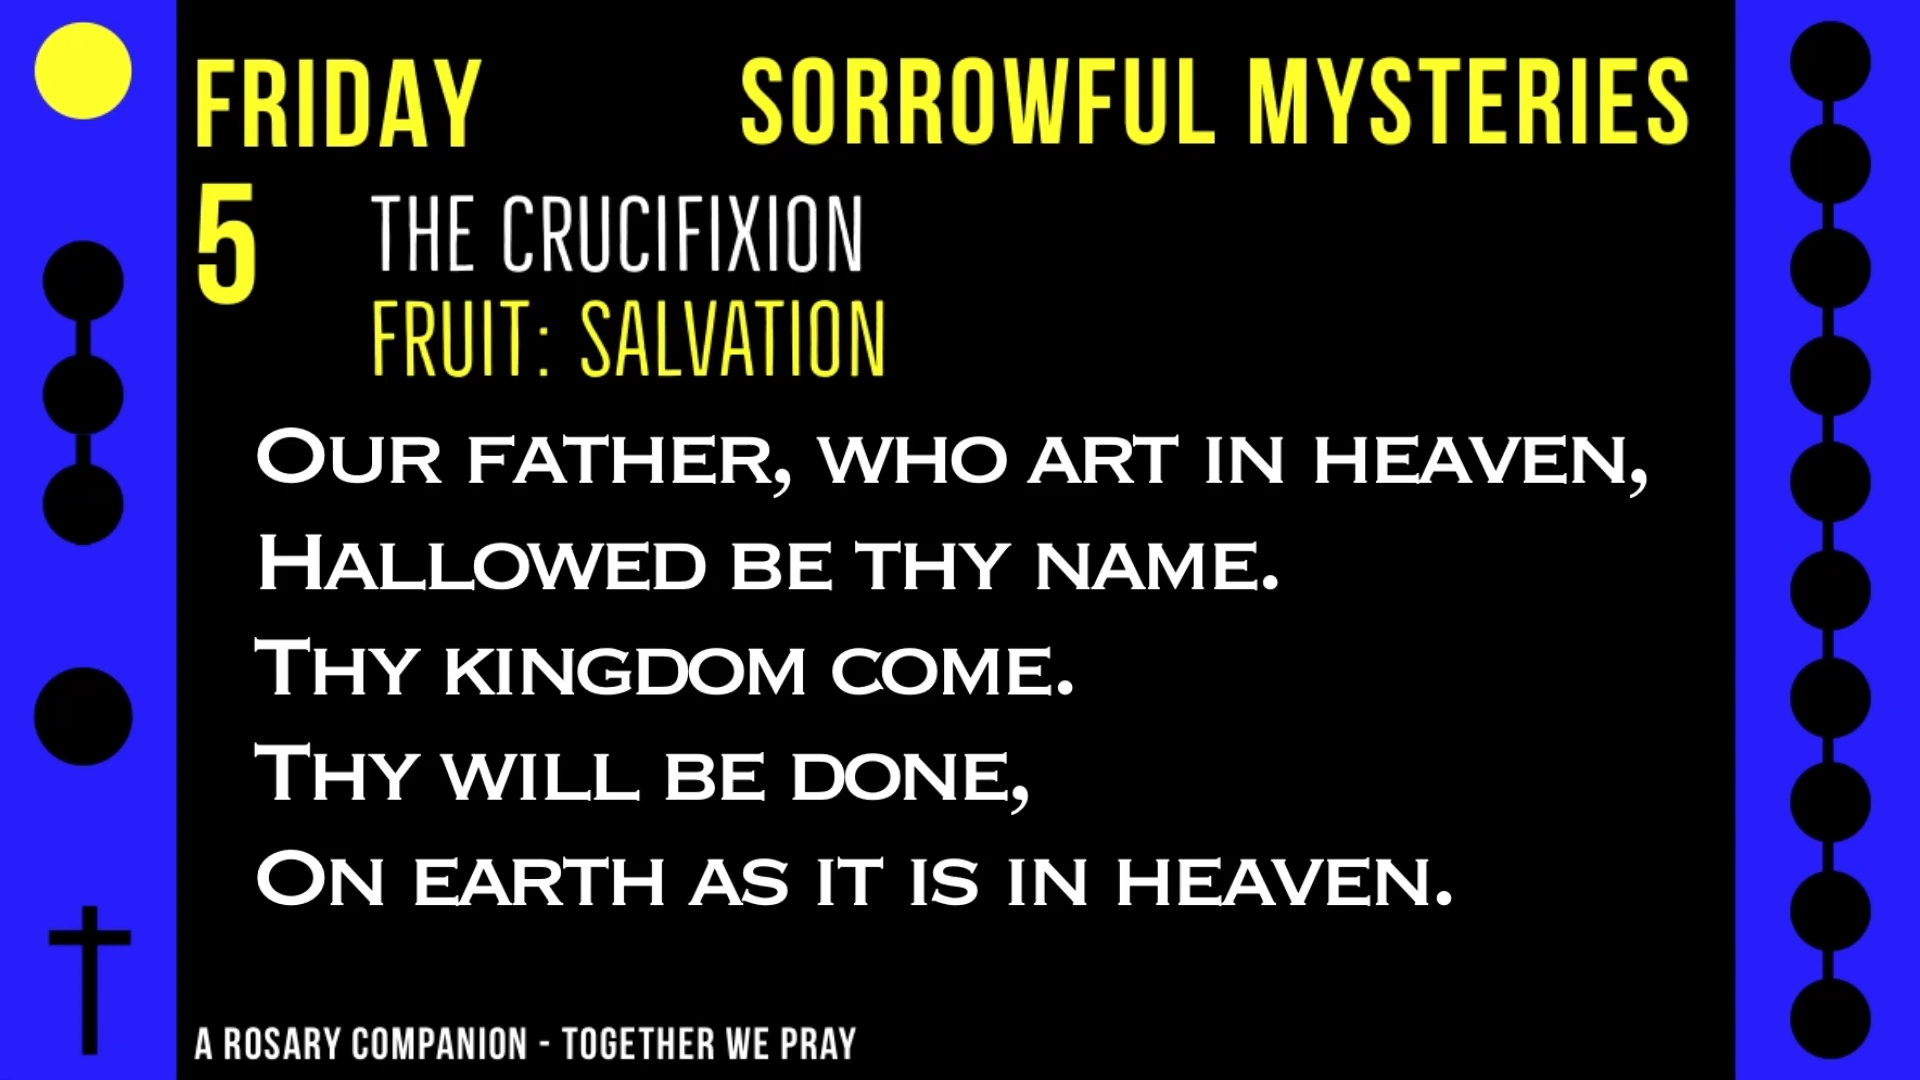 FRIDAY SORROWFUL MYSTERIES
5 THE CRUCIFIXION
FRUIT: SALVATION
OUR FATHER, WHO ART IN HEAVEN,
HALLOWED BE THY NAME.
THY KINGDOM COME.
THY WILL BE DONE,
ON EARTH AS IT IS IN HEAVEN.
A ROSARY COMPANION - TOGETHER WE PRAY